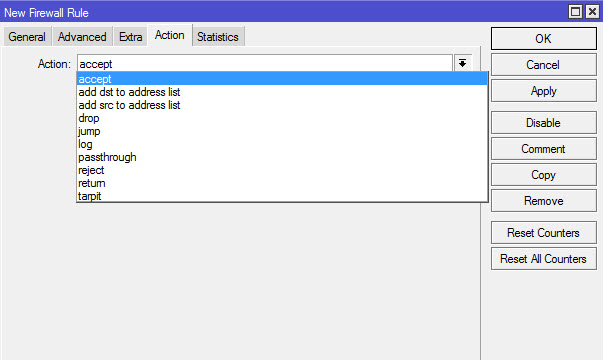 New Firewall Rule
General Advanced Extra Action Statistics
Action: accept
accept
add dst to address list
add src to address list
drop
jump
log
passthrough
reject
return
tarpit
OK
Cancel
Apply
Disable
Comment
Copy
Remove
Reset Counters
Reset All Counters